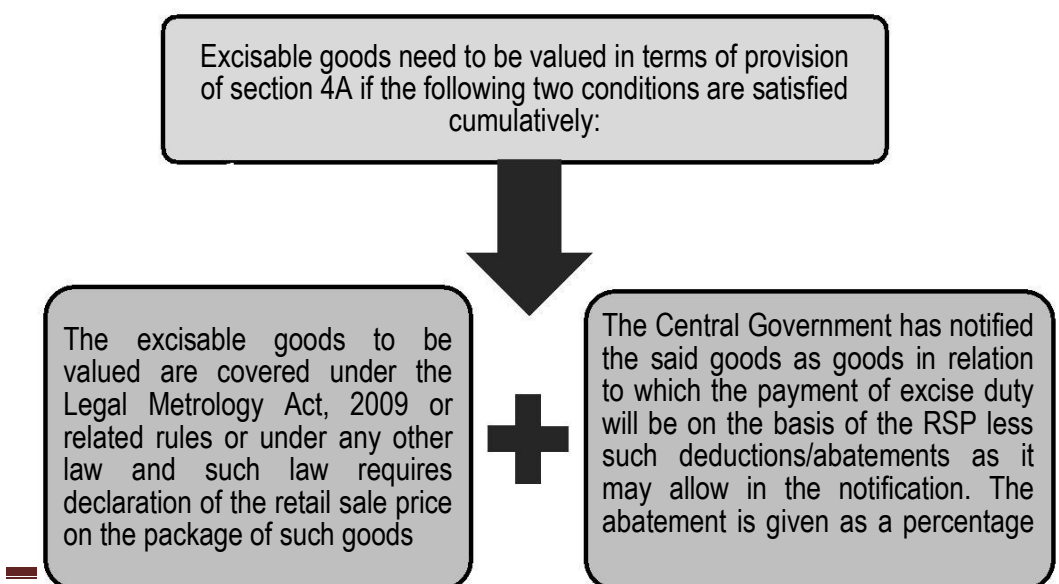 Excisable goods need to be valued in terms of provision
of section 4A if the following two conditions are satisfied
cumulatively:
The excisable goods to be
valued are covered under the
Legal Metrology Act, 2009 or
related rules or under any other
law and such law requires
declaration of the retail sale price
on the package of such goods
The Central Government has notified
the said goods as goods in relation
to which the payment of excise duty
will be on the basis of the RSP less
such deductions/abatements as it
may allow in the notification. The
abatement is given as a percentage